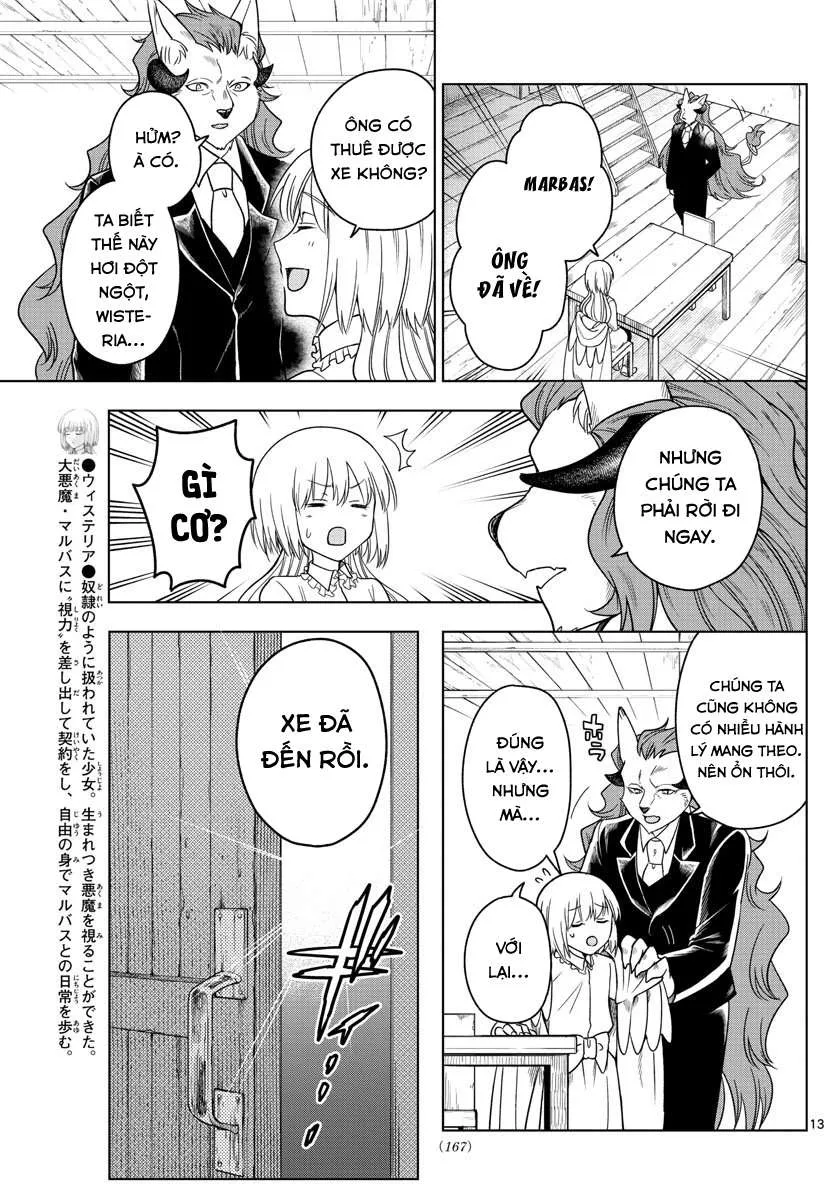 MARBAS!
ÔNG
ĐÃ VỀ!
ÔNG CÓ
THUÊ ĐƯỢC
XE KHÔNG?
HỬM?
À CÓ.
TA BIẾT
THẾ NÀY
HƠI ĐỘT
NGỘT,
WISTE-
RIA...
NHƯNG
CHÚNG TA
PHẢI RỜI ĐI
NGAY.
GÌ
CƠ?
CHÚNG TA
CŨNG KHÔNG
CÓ NHIỀU HÀNH
LÝ MANG THEO.
NÊN ỔN THÔI.
ĐÚNG
LÀ VẬY...
NHƯNG
MÀ...
VỚI
LẠI...
XE ĐÃ
ĐẾN RỒI.
●ウィステリア●奴隷のように扱われていた少女。生まれつき悪魔を視ることができた。
大悪魔・マルバスに“視力”を差し出して契約をし、自由の身でマルバスとの日常を歩む。
13
(167)